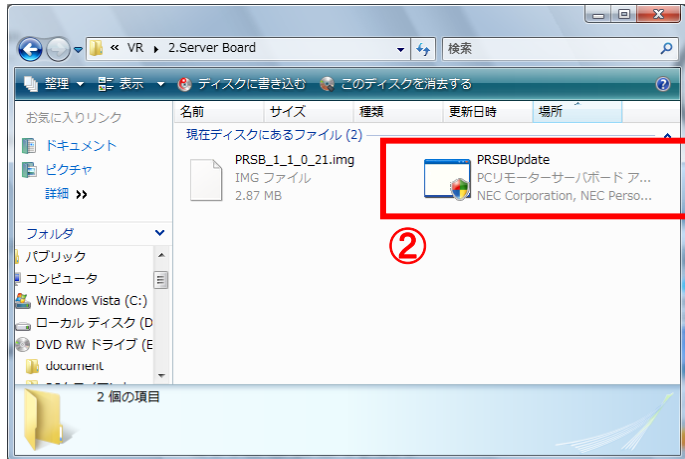 « VR ▸ 2.Server Board
検索
整理 表示 ディスクに書き込む このディスクを消去する
お気に入りリンク
ドキュメント
ピクチャ
詳細 »
フォルダ
パブリック
コンピュータ
Windows Vista (C:)
ローカル ディスク (D
DVD RW ドライブ (E
document
名前 サイズ 種類 更新日時 場所
現在ディスクにあるファイル (2)
PRSB_1_1_0_21.img
IMG ファイル
2.87 MB
PRSBUpdate
PCリモーターサーバボード ア...
NEC Corporation, NEC Perso...
②
2 個の項目